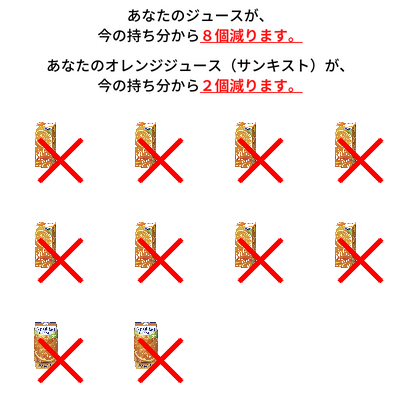 あなたのジュースが、
今の持ち分から８個減ります。
あなたのオレンジジュース（サンキスト）が、
今の持ち分から２個減ります。